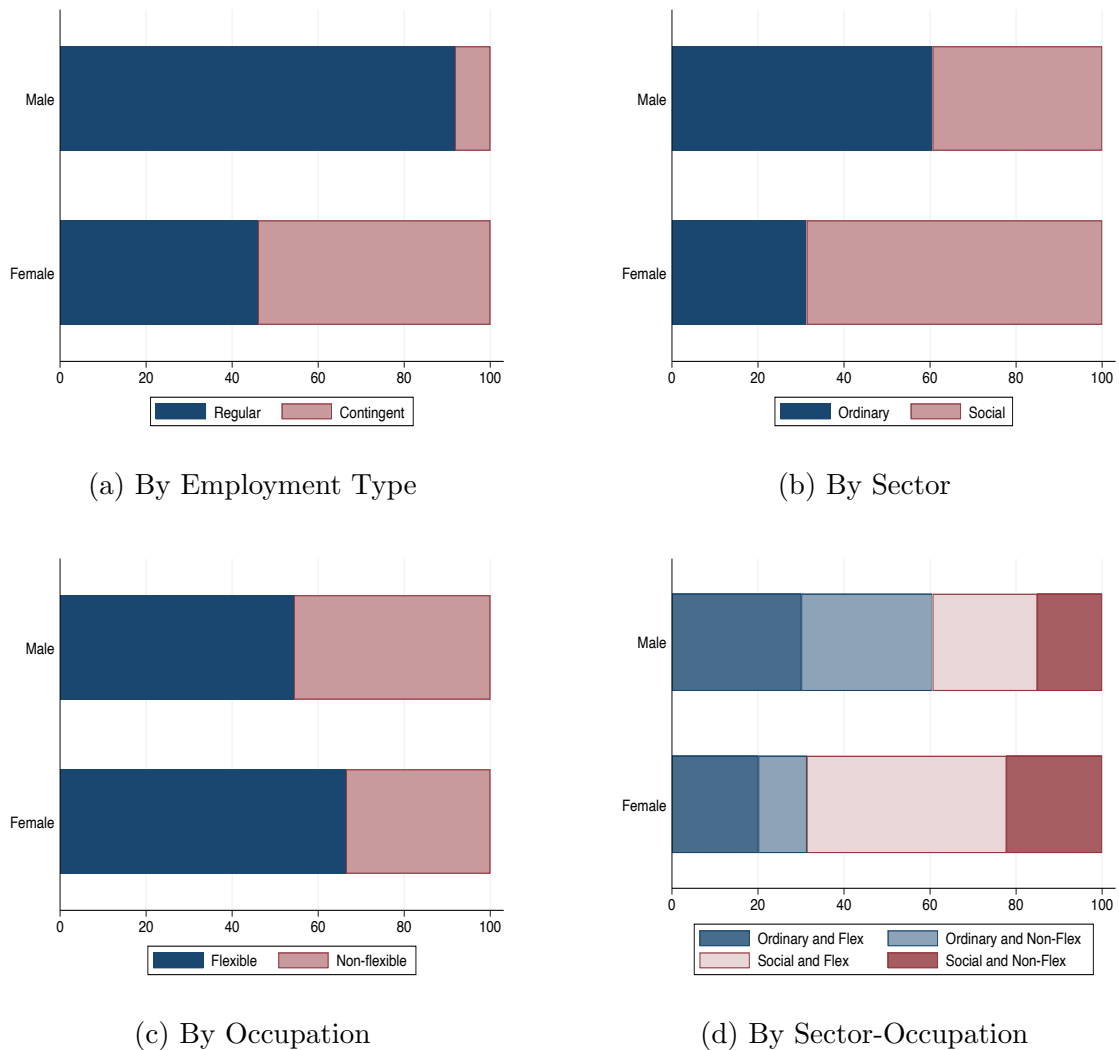 Male
Female
0 20 40 60 80 100
Regular Contingent
(a) By Employment Type
Male
Female
0 20 40 60 80 100
Ordinary Social
(b) By Sector
Male
Female
0 20 40 60 80 100
Flexible Non-flexible
(c) By Occupation
Male
Female
0 20 40 60 80 100
Ordinary and Flex Ordinary and Non-Flex
Social and Flex Social and Non-Flex
(d) By Sector-Occupation